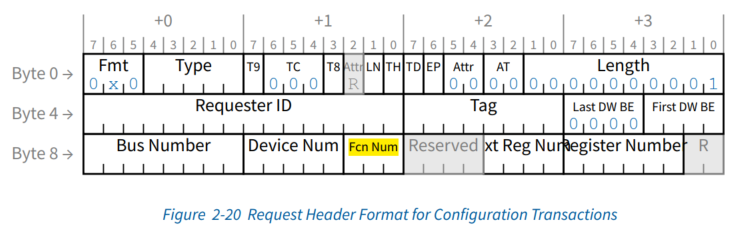 +0 +1 +2 +3
7 6 5 4 3 2 1 0 7 6 5 4 3 2 1 0 7 6 5 4 3 2 1 0 7 6 5 4 3 2 1 0
Byte 0 → Fmt Type T9 TC T8 Attr LN TH TD EP Attr AT Length
0 x 0 0 0 0 R 0 0 0 0 0 0 0 0 0 0 0 0 0 1
Byte 4 → Requester ID Tag Last DW BE First DW BE
0 0 0 0
Byte 8 → Bus Number Device Num Fcn Num Reserved xt Reg Num Register Number R
Figure 2-20 Request Header Format for Configuration Transactions